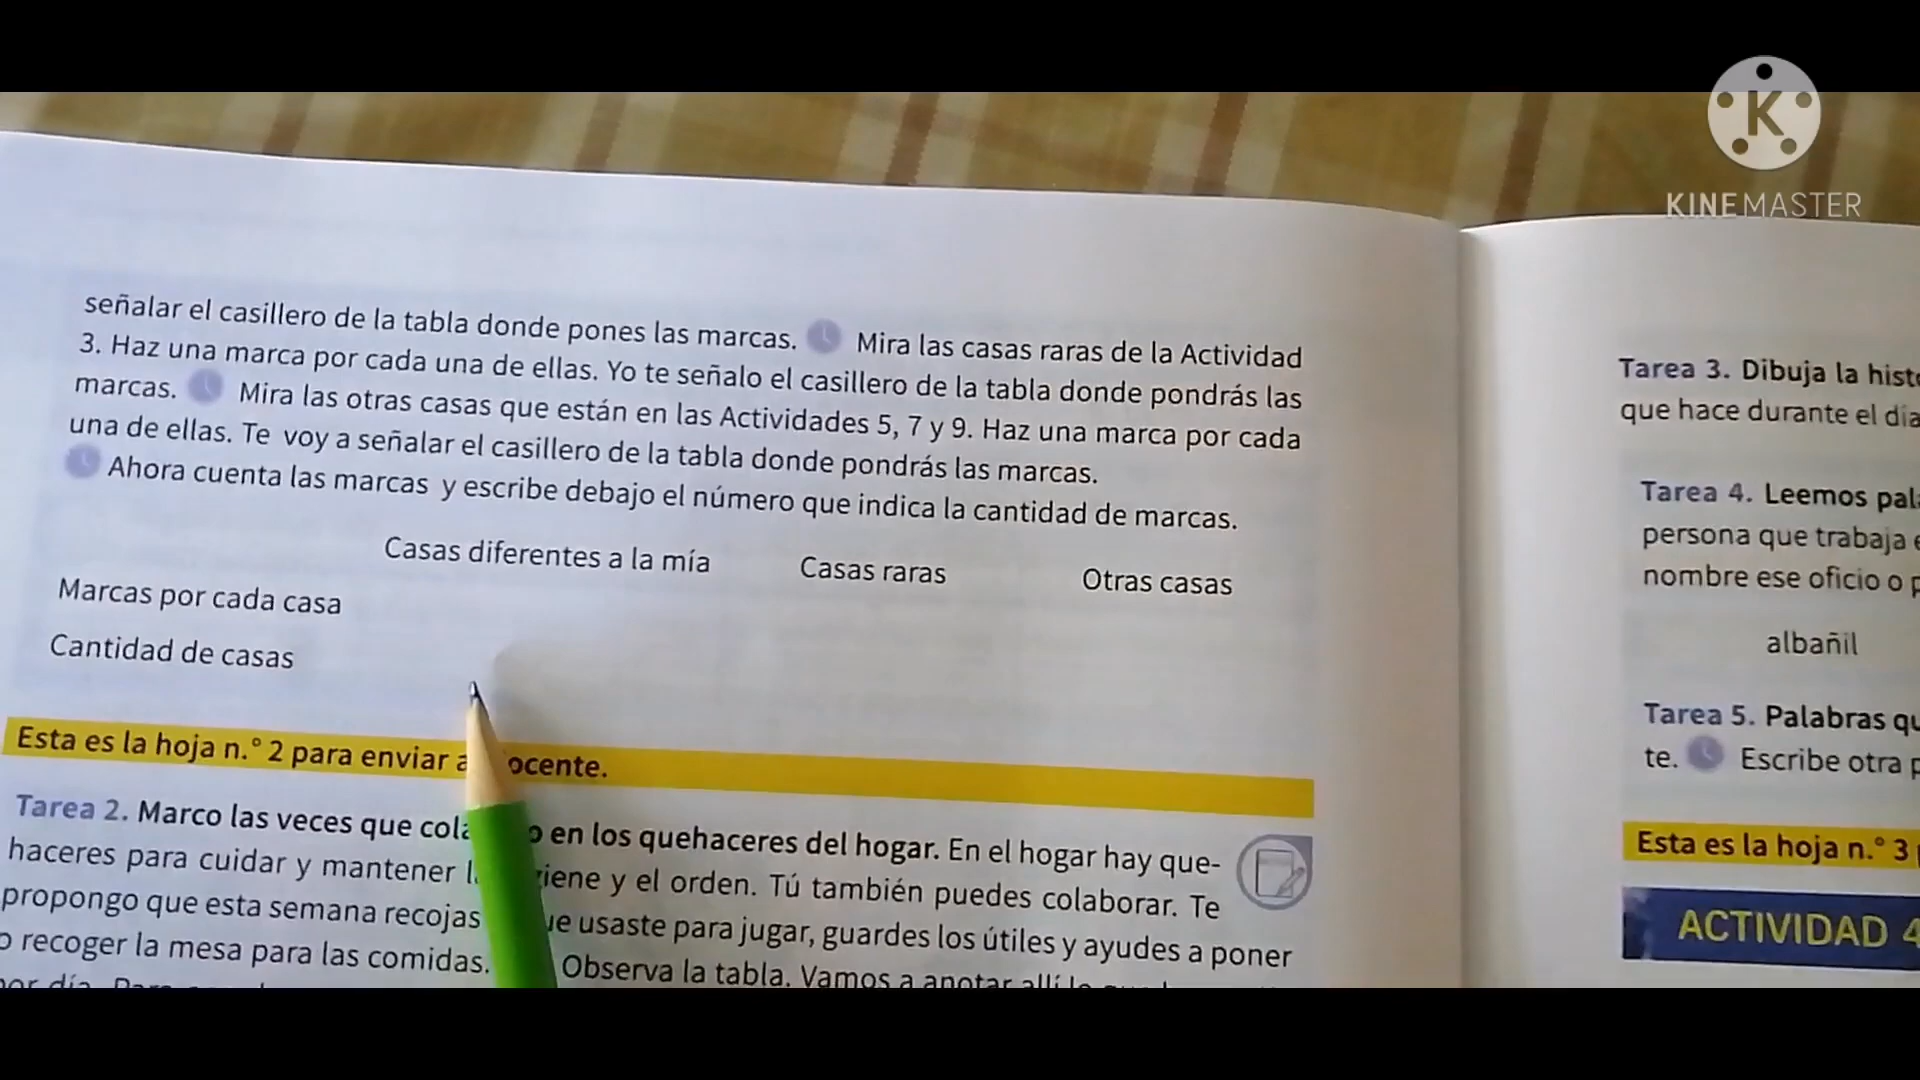 K
KINEMASTER
señalar el casillero de la tabla donde pones las marcas. Mira las casas raras de la Actividad
3. Haz una marca por cada una de ellas. Yo te señalo el casillero de la tabla donde pondrás las
marcas. Mira las otras casas que están en las Actividades 5, 7 y 9. Haz una marca por cada
una de ellas. Te voy a señalar el casillero de la tabla donde pondrás las marcas.
Ahora cuenta las marcas y escribe debajo el número que indica la cantidad de marcas.
Casas diferentes a la mía Casas raras Otras casas
Marcas por cada casa
Cantidad de casas
Esta es la hoja n.° 2 para enviar a ocente.
Tarea 2. Marco las veces que cola o en los quehaceres del hogar. En el hogar hay que-
haceres para cuidar y mantener l iene y el orden. Tú también puedes colaborar. Te
propongo que esta semana recojas ue usaste para jugar, guardes los útiles y ayudes a poner
o recoger la mesa para las comidas. Observa la tabla. Vamos a anotar allí
Tarea 3. Dibuja la hist
que hace durante el día
Tarea 4. Leemos pal
persona que trabaja
nombre ese oficio o p
albañil
Tarea 5. Palabras qu
te. Escribe otra p
Esta es la hoja n.° 3
ACTIVIDAD 4